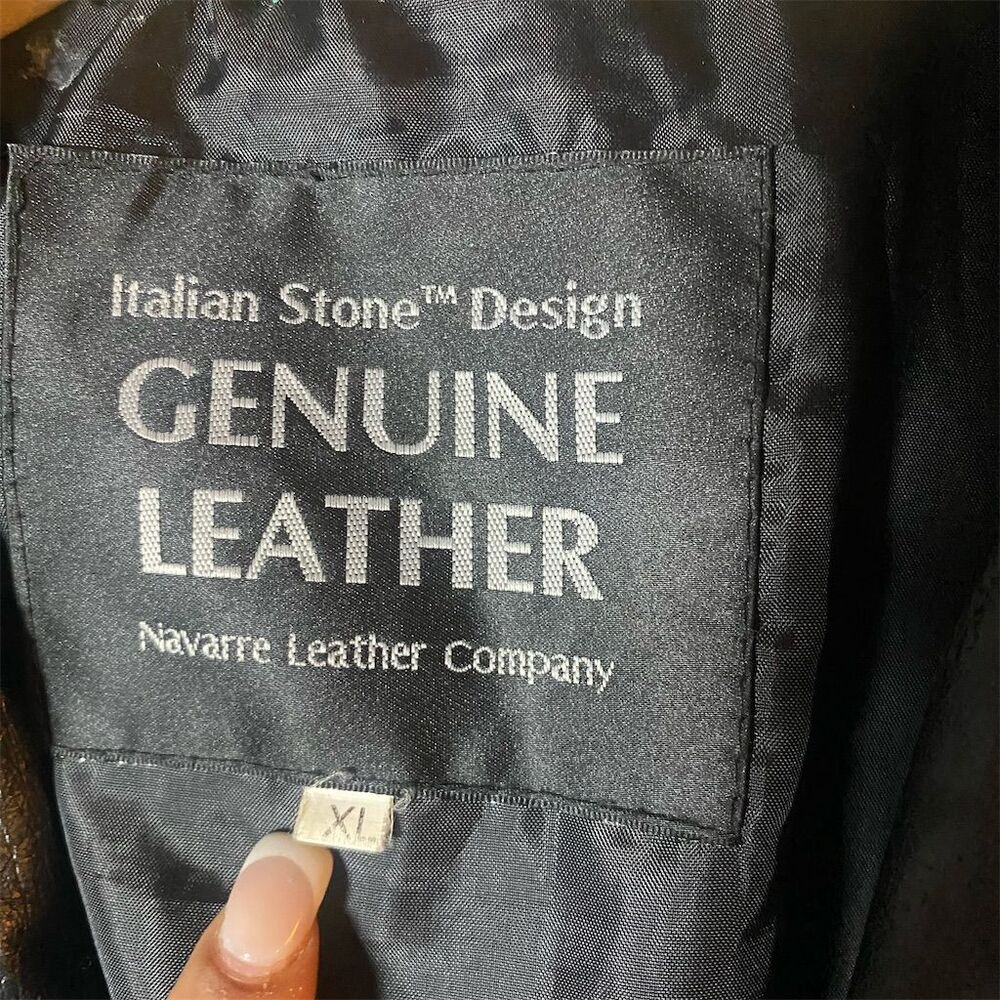 Italian Stone™ Design
GENUINE
LEATHER
Navarre Leather Company
XL